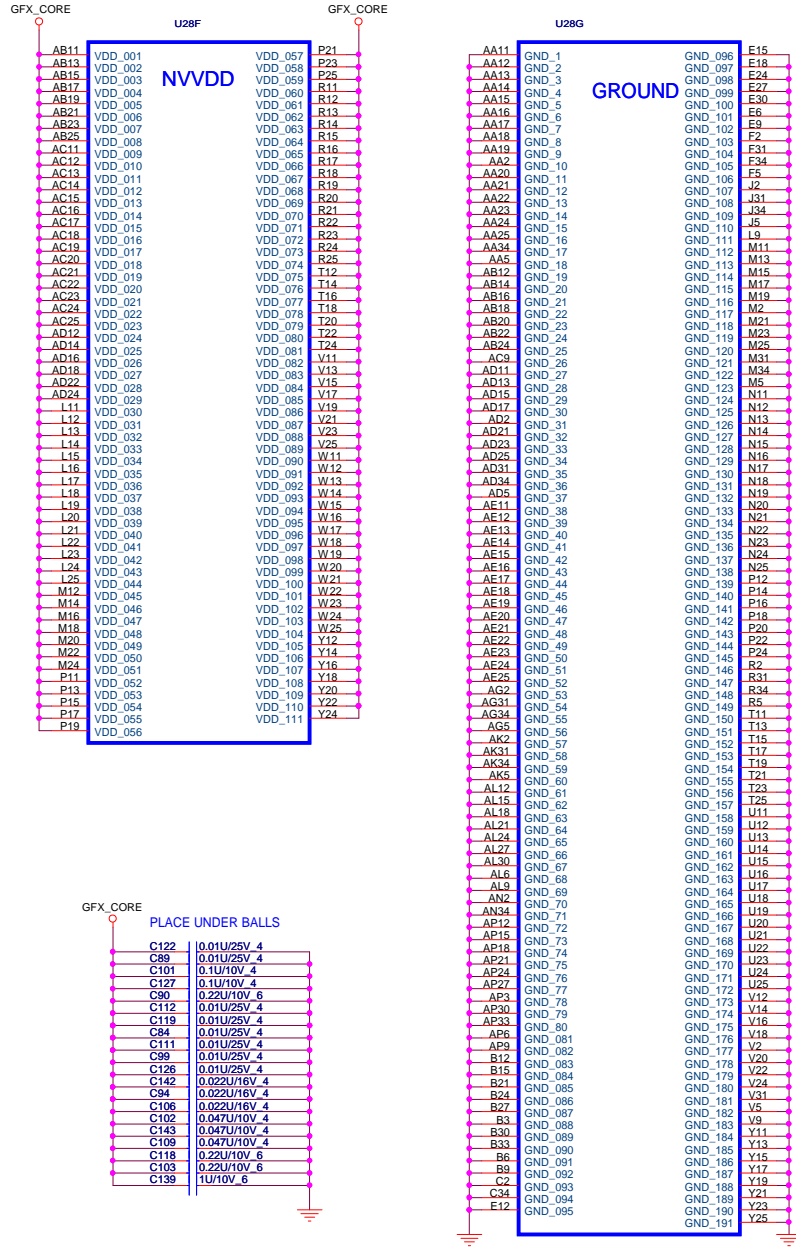 GFX_CORE GFX_CORE
U28F
NVVDD
AB11 VDD_001 VDD_057 P21
AB13 VDD_002 VDD_058 P23
AB15 VDD_003 VDD_059 P25
AB17 VDD_004 VDD_060 R11
AB19 VDD_005 VDD_061 R12
AB21 VDD_006 VDD_062 R13
AB23 VDD_007 VDD_063 R14
AB25 VDD_008 VDD_064 R15
AC11 VDD_009 VDD_065 R16
AC12 VDD_010 VDD_066 R17
AC13 VDD_011 VDD_067 R18
AC14 VDD_012 VDD_068 R19
AC15 VDD_013 VDD_069 R20
AC16 VDD_014 VDD_070 R21
AC17 VDD_015 VDD_071 R22
AC18 VDD_016 VDD_072 R23
AC19 VDD_017 VDD_073 R24
AC20 VDD_018 VDD_074 R25
AC21 VDD_019 VDD_075 T12
AC22 VDD_020 VDD_076 T14
AC23 VDD_021 VDD_077 T16
AC24 VDD_022 VDD_078 T18
AC25 VDD_023 VDD_079 T20
AD12 VDD_024 VDD_080 T22
AD14 VDD_025 VDD_081 T24
AD16 VDD_026 VDD_082 V11
AD18 VDD_027 VDD_083 V13
AD22 VDD_028 VDD_084 V15
AD24 VDD_029 VDD_085 V17
L11 VDD_030 VDD_086 V19
L12 VDD_031 VDD_087 V21
L13 VDD_032 VDD_088 V23
L14 VDD_033 VDD_089 V25
L15 VDD_034 VDD_090 W11
L16 VDD_035 VDD_091 W12
L17 VDD_036 VDD_092 W13
L18 VDD_037 VDD_093 W14
L19 VDD_038 VDD_094 W15
L20 VDD_039 VDD_095 W16
L21 VDD_040 VDD_096 W17
L22 VDD_041 VDD_097 W18
L23 VDD_042 VDD_098 W19
L24 VDD_043 VDD_099 W20
L25 VDD_044 VDD_100 W21
M12 VDD_045 VDD_101 W22
M14 VDD_046 VDD_102 W23
M16 VDD_047 VDD_103 W24
M18 VDD_048 VDD_104 W25
M20 VDD_049 VDD_105 Y12
M22 VDD_050 VDD_106 Y14
M24 VDD_051 VDD_107 Y16
P11 VDD_052 VDD_108 Y18
P13 VDD_053 VDD_109 Y20
P15 VDD_054 VDD_110 Y22
P17 VDD_055 VDD_111 Y24
P19 VDD_056
GFX_CORE
PLACE UNDER BALLS
C122 0.01U/25V_4
C89 0.01U/25V_4
C101 0.1U/10V_4
C127 0.1U/10V_4
C90 0.22U/10V_6
C112 0.01U/25V_4
C119 0.01U/25V_4
C84 0.01U/25V_4
C111 0.01U/25V_4
C99 0.01U/25V_4
C126 0.01U/25V_4
C142 0.022U/16V_4
C94 0.022U/16V_4
C106 0.022U/16V_4
C102 0.047U/10V_4
C143 0.047U/10V_4
C109 0.047U/10V_4
C118 0.22U/10V_6
C103 0.22U/10V_6
C139 1U/10V_6
U28G
GROUND
AA11 GND_1 GND_096 E15
AA12 GND_2 GND_097 E18
AA13 GND_3 GND_098 E24
AA14 GND_4 GND_099 E27
AA15 GND_5 GND_100 E30
AA16 GND_6 GND_101 E6
AA17 GND_7 GND_102 E9
AA18 GND_8 GND_103 F2
AA19 GND_9 GND_104 F31
AA2 GND_10 GND_105 F34
AA20 GND_11 GND_106 F5
AA21 GND_12 GND_107 J2
AA22 GND_13 GND_108 J31
AA23 GND_14 GND_109 J34
AA24 GND_15 GND_110 J5
AA25 GND_16 GND_111 L9
AA34 GND_17 GND_112 M11
AA5 GND_18 GND_113 M13
AB12 GND_19 GND_114 M15
AB14 GND_20 GND_115 M17
AB16 GND_21 GND_116 M19
AB18 GND_22 GND_117 M2
AB20 GND_23 GND_118 M21
AB22 GND_24 GND_119 M23
AB24 GND_25 GND_120 M25
AC9 GND_26 GND_121 M31
AD11 GND_27 GND_122 M34
AD13 GND_28 GND_123 M5
AD15 GND_29 GND_124 N11
AD17 GND_30 GND_125 N12
AD2 GND_31 GND_126 N13
AD21 GND_32 GND_127 N14
AD23 GND_33 GND_128 N15
AD25 GND_34 GND_129 N16
AD31 GND_35 GND_130 N17
AD34 GND_36 GND_131 N18
AD5 GND_37 GND_132 N19
AE11 GND_38 GND_133 N20
AE12 GND_39 GND_134 N21
AE13 GND_40 GND_135 N22
AE14 GND_41 GND_136 N23
AE15 GND_42 GND_137 N24
AE16 GND_43 GND_138 N25
AE17 GND_44 GND_139 P12
AE18 GND_45 GND_140 P14
AE19 GND_46 GND_141 P16
AE20 GND_47 GND_142 P18
AE21 GND_48 GND_143 P20
AE22 GND_49 GND_144 P22
AE23 GND_50 GND_145 P24
AE24 GND_51 GND_146 R2
AE25 GND_52 GND_147 R31
AG2 GND_53 GND_148 R34
AG31 GND_54 GND_149 R5
AG34 GND_55 GND_150 T11
AG5 GND_56 GND_151 T13
AK2 GND_57 GND_152 T15
AK31 GND_58 GND_153 T17
AK34 GND_59 GND_154 T19
AK5 GND_60 GND_155 T21
AL12 GND_61 GND_156 T23
AL15 GND_62 GND_157 T25
AL18 GND_63 GND_158 U11
AL21 GND_64 GND_159 U12
AL24 GND_65 GND_160 U13
AL27 GND_66 GND_161 U14
AL30 GND_67 GND_162 U15
AL6 GND_68 GND_163 U16
AL9 GND_69 GND_164 U17
AN2 GND_70 GND_165 U18
AN34 GND_71 GND_166 U19
AP12 GND_72 GND_167 U20
AP15 GND_73 GND_168 U21
AP18 GND_74 GND_169 U22
AP21 GND_75 GND_170 U23
AP24 GND_76 GND_171 U24
AP27 GND_77 GND_172 U25
AP3 GND_78 GND_173 V12
AP30 GND_79 GND_174 V14
AP33 GND_80 GND_175 V16
AP6 GND_081 GND_176 V18
AP9 GND_082 GND_177 V2
B12 GND_083 GND_178 V20
B15 GND_084 GND_179 V22
B21 GND_085 GND_180 V24
B24 GND_086 GND_181 V31
B27 GND_087 GND_182 V5
B3 GND_088 GND_183 V9
B30 GND_089 GND_184 Y11
B33 GND_090 GND_185 Y13
B6 GND_091 GND_186 Y15
B9 GND_092 GND_187 Y17
C2 GND_093 GND_188 Y19
C34 GND_094 GND_189 Y21
E12 GND_095 GND_190 Y23
GND_191 Y25